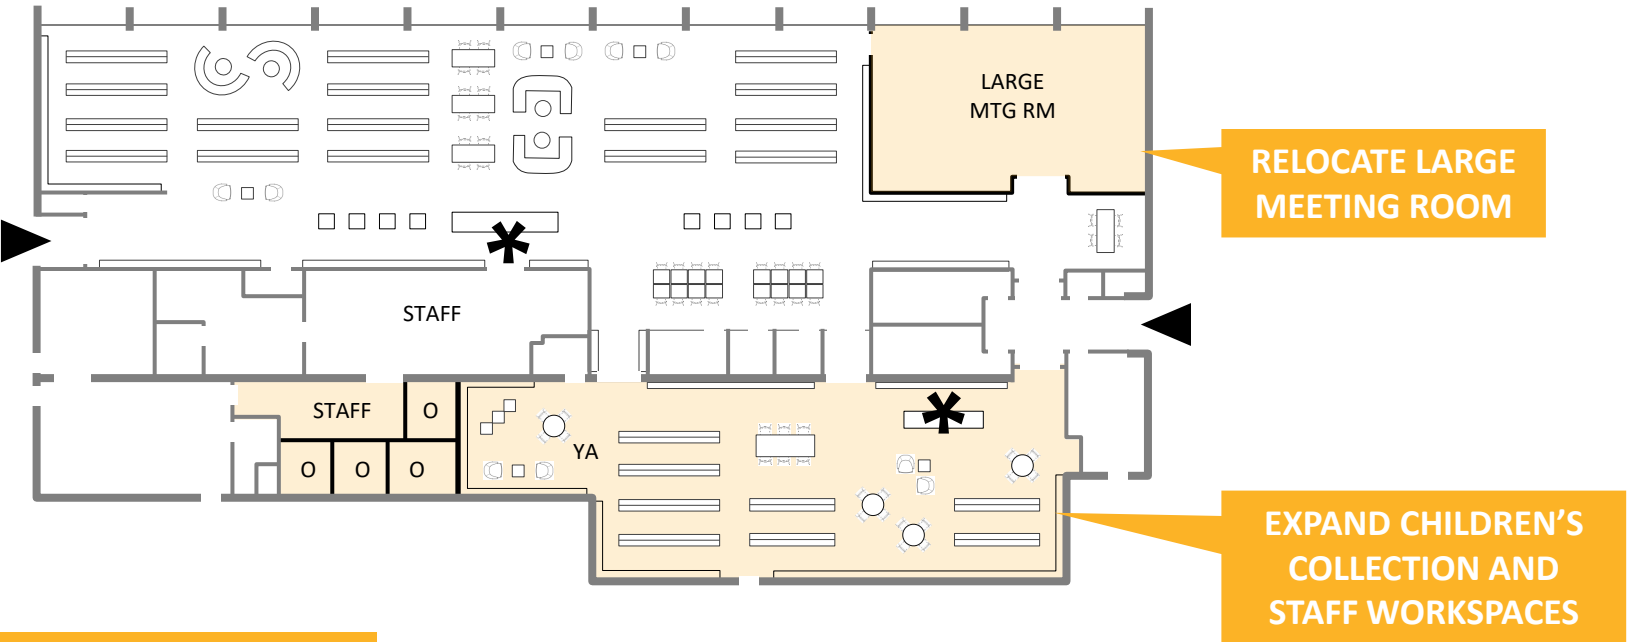 LARGE
MTG RM
RELOCATE LARGE
MEETING ROOM
STAFF
STAFF
O
YA
O
O
O
EXPAND CHILDREN’S
COLLECTION AND
STAFF WORKSPACES